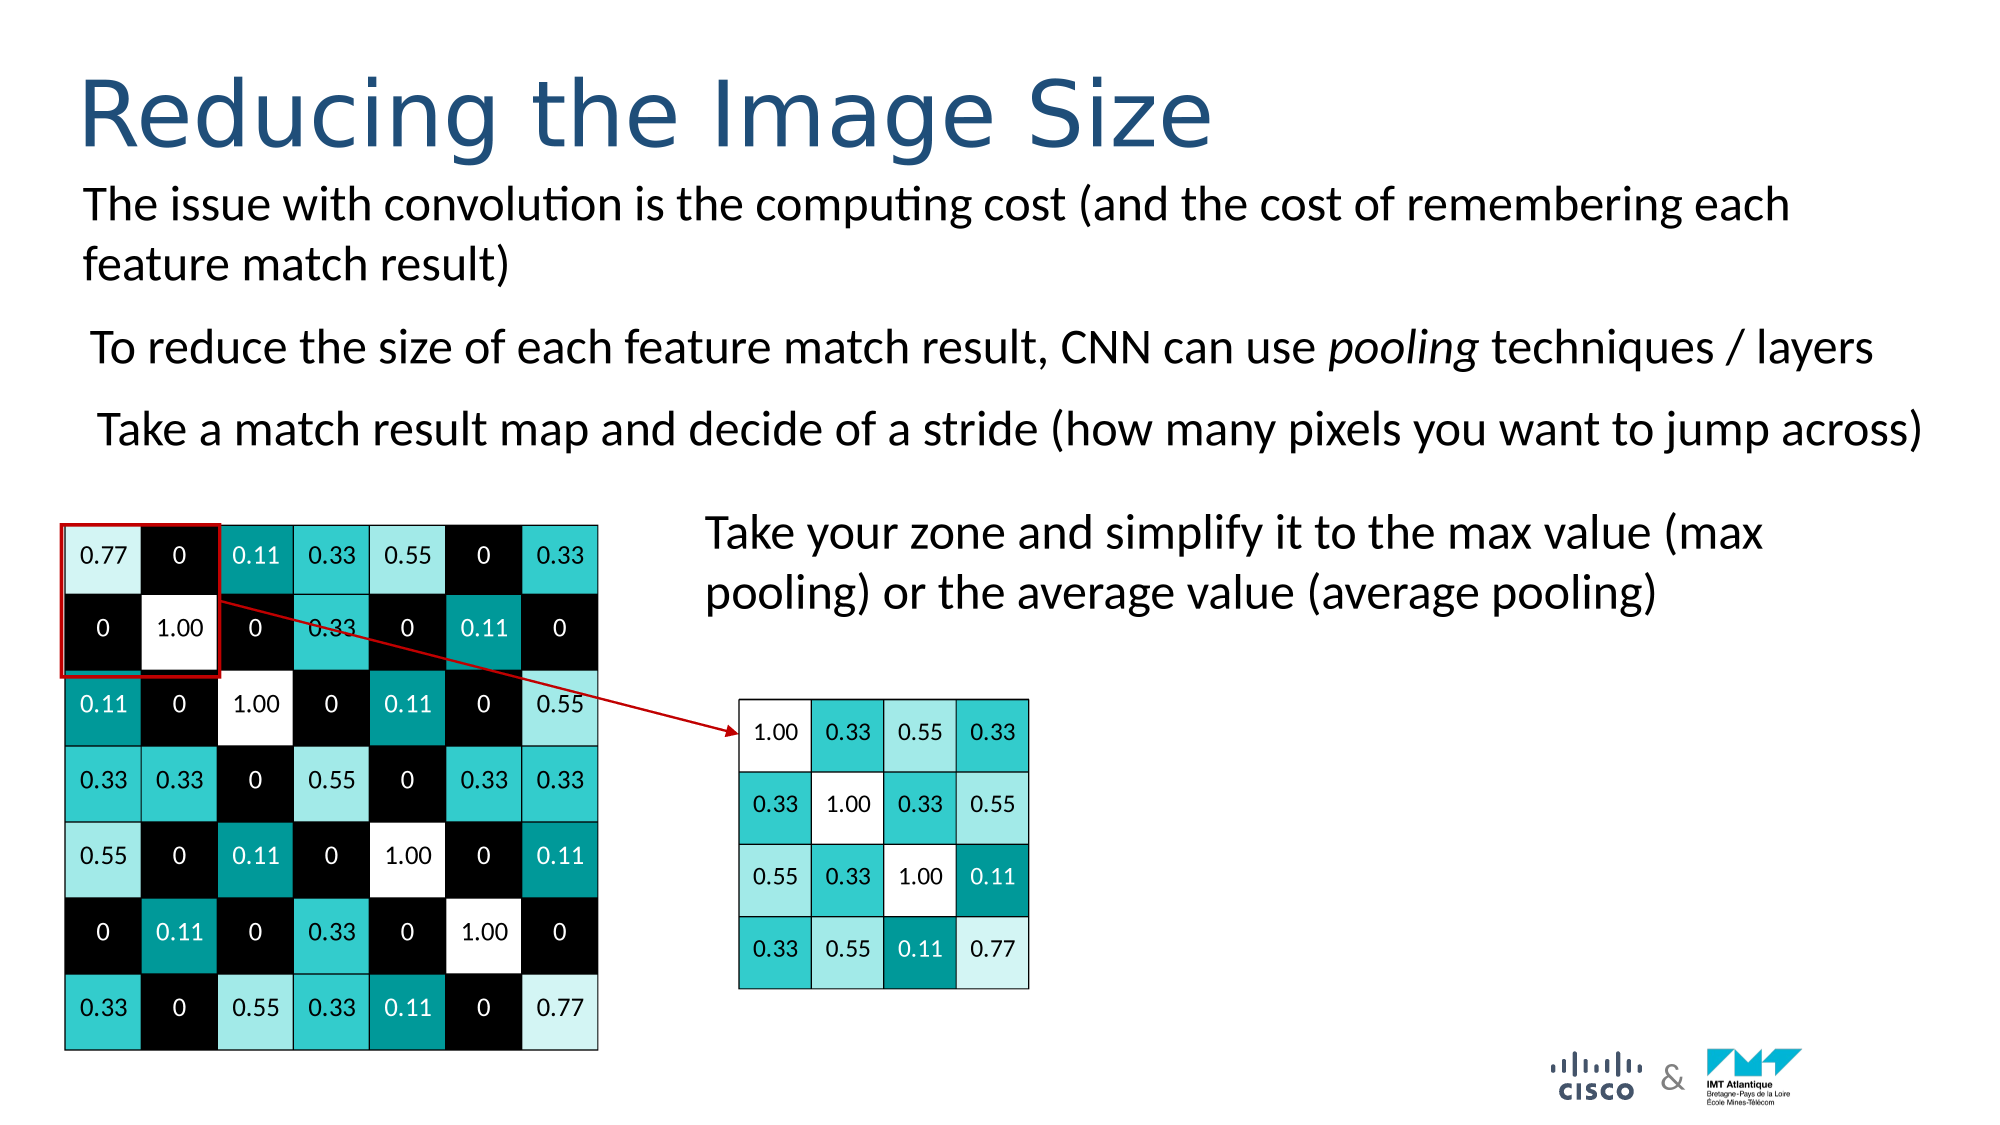 Reducing the Image Size
The issue with convolution is the computing cost (and the cost of remembering each
feature match result)
To reduce the size of each feature match result, CNN can use pooling techniques / layers
Take a match result map and decide of a stride (how many pixels you want to jump across)
Take your zone and simplify it to the max value (max
pooling) or the average value (average pooling)
0.77 0 0.11 0.33 0.55 0 0.33
0 1.00 0 0.33 0 0.11 0
0.11 0 1.00 0 0.11 0 0.55
0.33 0.33 0 0.55 0 0.33 0.33
0.55 0 0.11 0 1.00 0 0.11
0 0.11 0 0.33 0 1.00 0
0.33 0 0.55 0.33 0.11 0 0.77
1.00 0.33 0.55 0.33
0.33 1.00 0.33 0.55
0.55 0.33 1.00 0.11
0.33 0.55 0.11 0.77
CISCO
&
IMT Atlantique
Bretagne-Pays de la Loire
École Mines-Télécom